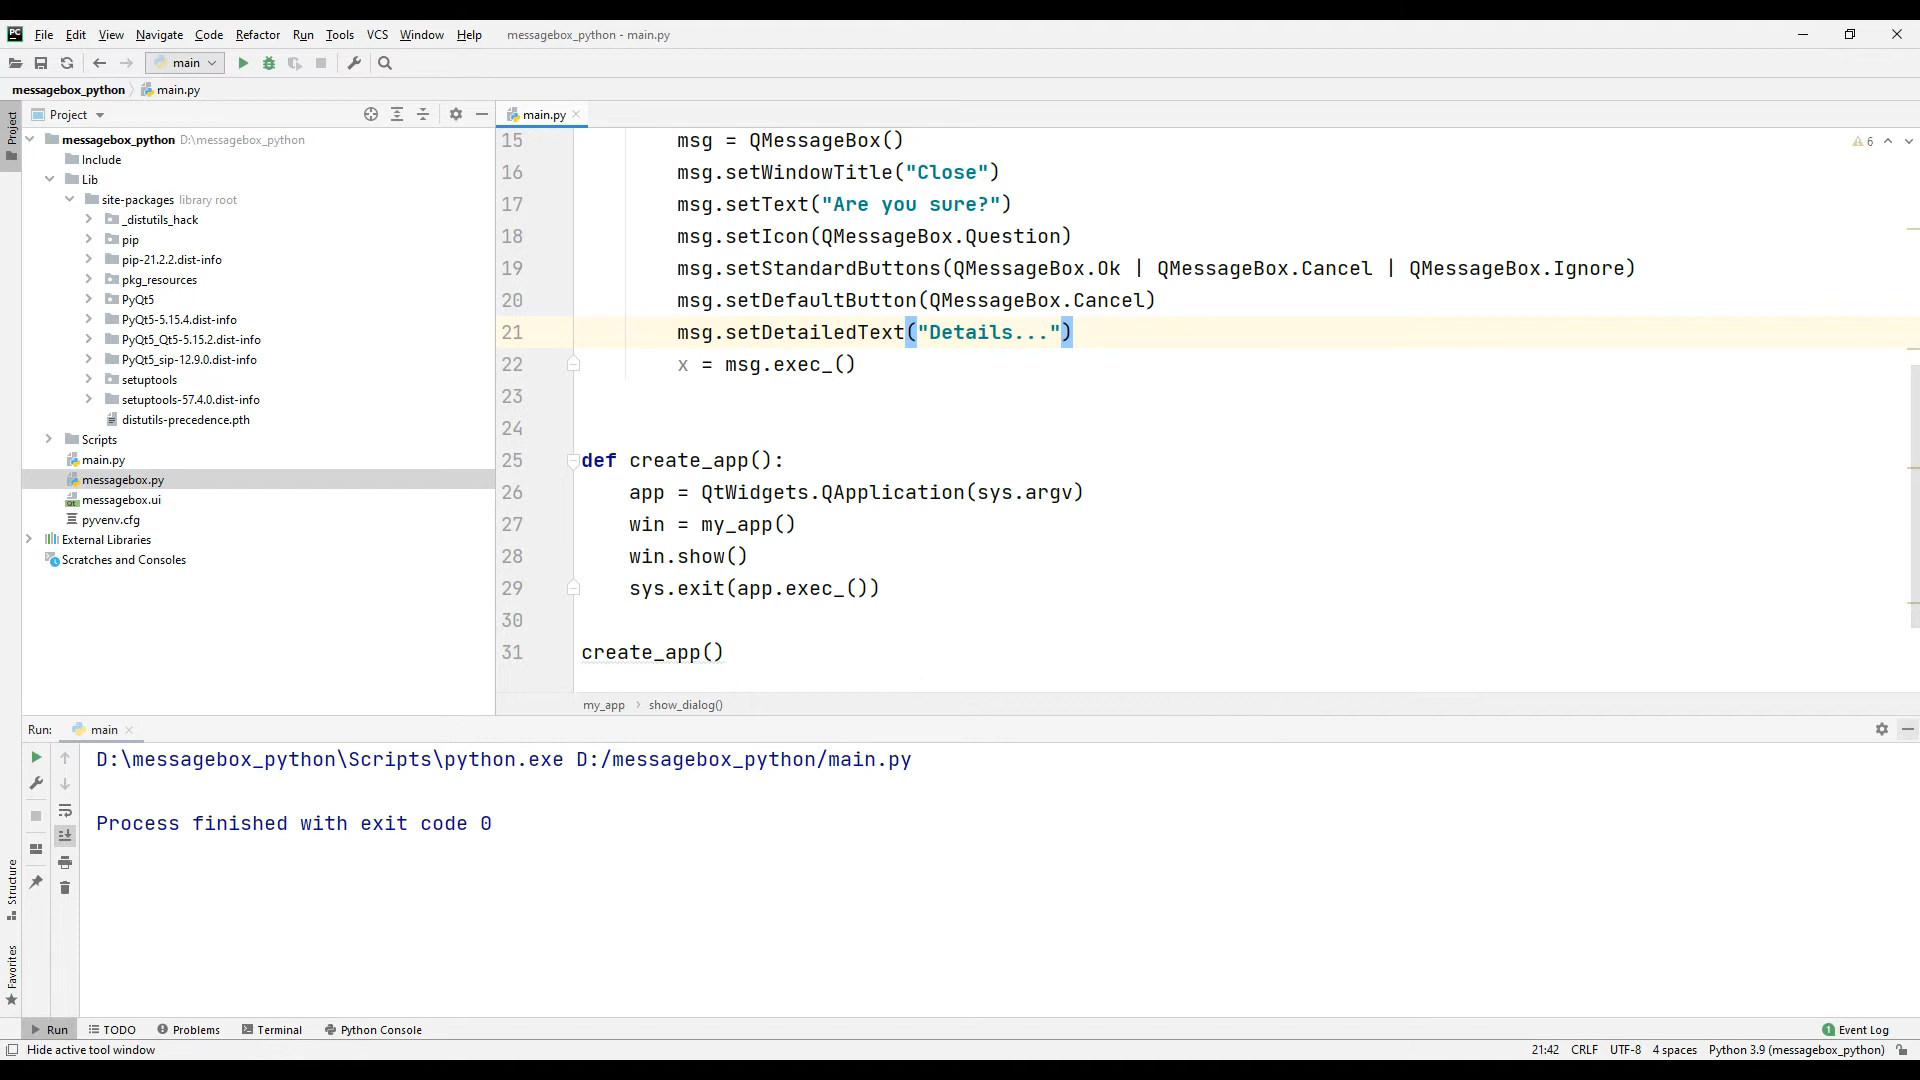 PC File Edit View Navigate Code Refactor Run Tools VCS Window Help messagebox_python - main.py
main
messagebox_python main.py
Project
Project
main.py
messagebox_python D:\messagebox_python
Include
Lib
site-packages library root
_distutils_hack
pip
pip-21.2.2.dist-info
pkg_resources
PyQt5
PyQt5-5.15.4.dist-info
PyQt5_Qt5-5.15.2.dist-info
PyQt5_sip-12.9.0.dist-info
setuptools
setuptools-57.4.0.dist-info
distutils-precedence.pth
Scripts
main.py
messagebox.py
messagebox.ui
pyvenv.cfg
External Libraries
Scratches and Consoles
6
15 msg = QMessageBox()
16 msg.setWindowTitle("Close")
17 msg.setText("Are you sure?")
18 msg.setIcon(QMessageBox.Question)
19 msg.setStandardButtons(QMessageBox.Ok | QMessageBox.Cancel | QMessageBox.Ignore)
20 msg.setDefaultButton(QMessageBox.Cancel)
21 msg.setDetailedText("Details...")
22 x = msg.exec_()
23
24
25 def create_app():
26 app = QtWidgets.QApplication(sys.argv)
27 win = my_app()
28 win.show()
29 sys.exit(app.exec_())
30
31 create_app()
my_app show_dialog()
Run: main
D:\messagebox_python\Scripts\python.exe D:/messagebox_python/main.py
Process finished with exit code 0
Structure
Favorites
Run TODO Problems Terminal Python Console 1 Event Log
Hide active tool window 21:42 CRLF UTF-8 4 spaces Python 3.9 (messagebox_python)